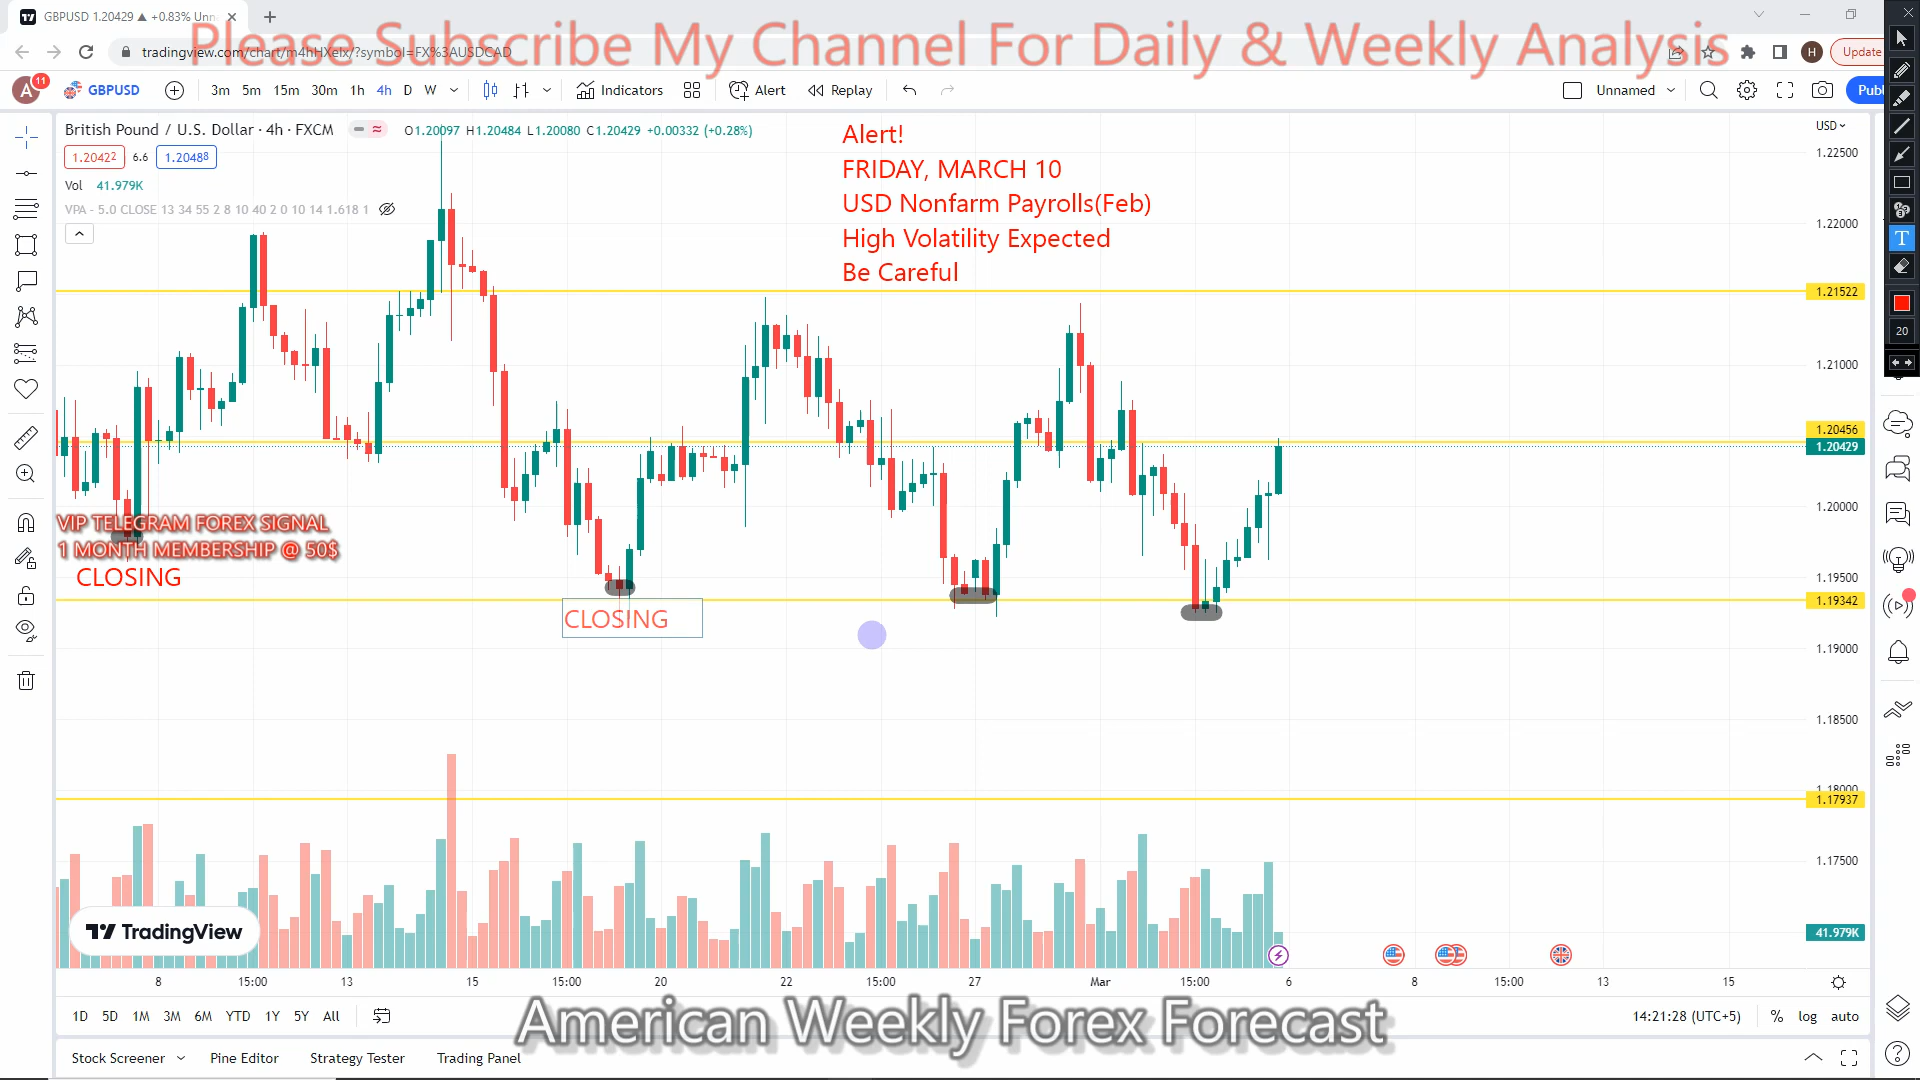 GBPUSD 1.20429 ▲ +0.83% Unn
Please Subscribe My Channel For Daily & Weekly Analysis
tradingview.com/chart/m4hHXeIx/?symbol=FX%3AUSDCAD
H
Update
A
11
GBPUSD
3m 5m 15m 30m 1h 4h D W
Indicators
Alert
Replay
Unnamed
Publ
British Pound / U.S. Dollar · 4h · FXCM
O1.20097 H1.20484 L1.20080 C1.20429 +0.00332 (+0.28%)
USD
1.20422 6.6 1.20488
Vol 41.979K
VPA - 5.0 CLOSE 13 34 55 2 8 10 40 2 0 10 14 1.618 1
Alert!
FRIDAY, MARCH 10
USD Nonfarm Payrolls(Feb)
High Volatility Expected
Be Careful
T
20
1.22500
1.22000
1.21522
1.21000
1.20456
1.20429
1.20000
1.19500
1.19342
1.19000
1.18500
1.18000
1.17937
1.17500
41.979K
VIP TELEGRAM FOREX SIGNAL
1 MONTH MEMBERSHIP @ 50$
CLOSING
CLOSING
TradingView
8 15:00 13 15 15:00 20 22 15:00 27 Mar 15:00 6 8 15:00 13 15
1D 5D 1M 3M 6M YTD 1Y 5Y All
American Weekly Forex Forecast
14:21:28 (UTC+5) % log auto
Stock Screener Pine Editor Strategy Tester Trading Panel